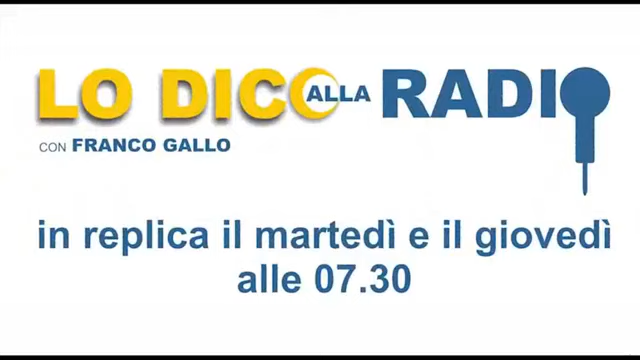 LO DICO ALLA RADIO
CON FRANCO GALLO
in replica il martedì e il giovedì
alle 07.30